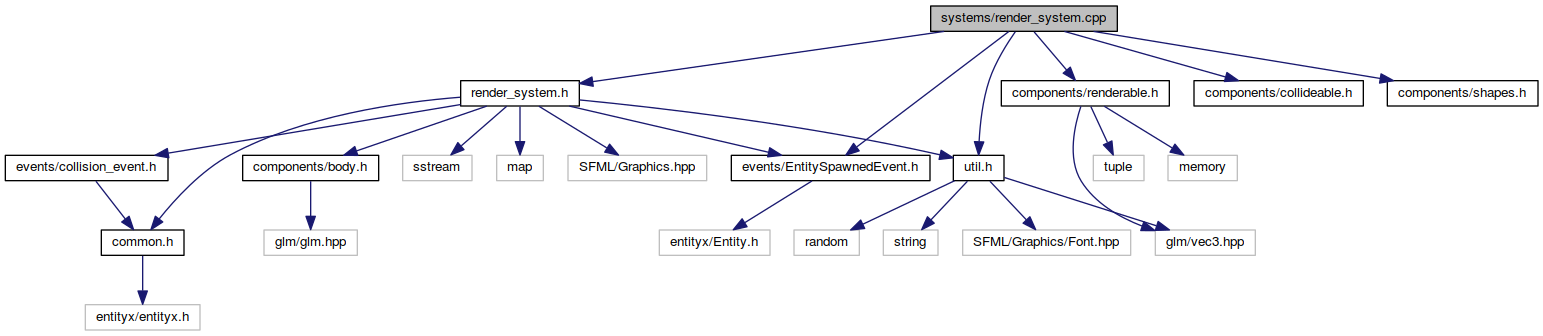 systems/render_system.cpp
render_system.h
components/renderable.h
components/collideable.h
components/shapes.h
events/collision_event.h
components/body.h
sstream
map
SFML/Graphics.hpp
events/EntitySpawnedEvent.h
util.h
tuple
memory
common.h
glm/glm.hpp
entityx/Entity.h
random
string
SFML/Graphics/Font.hpp
glm/vec3.hpp
entityx/entityx.h